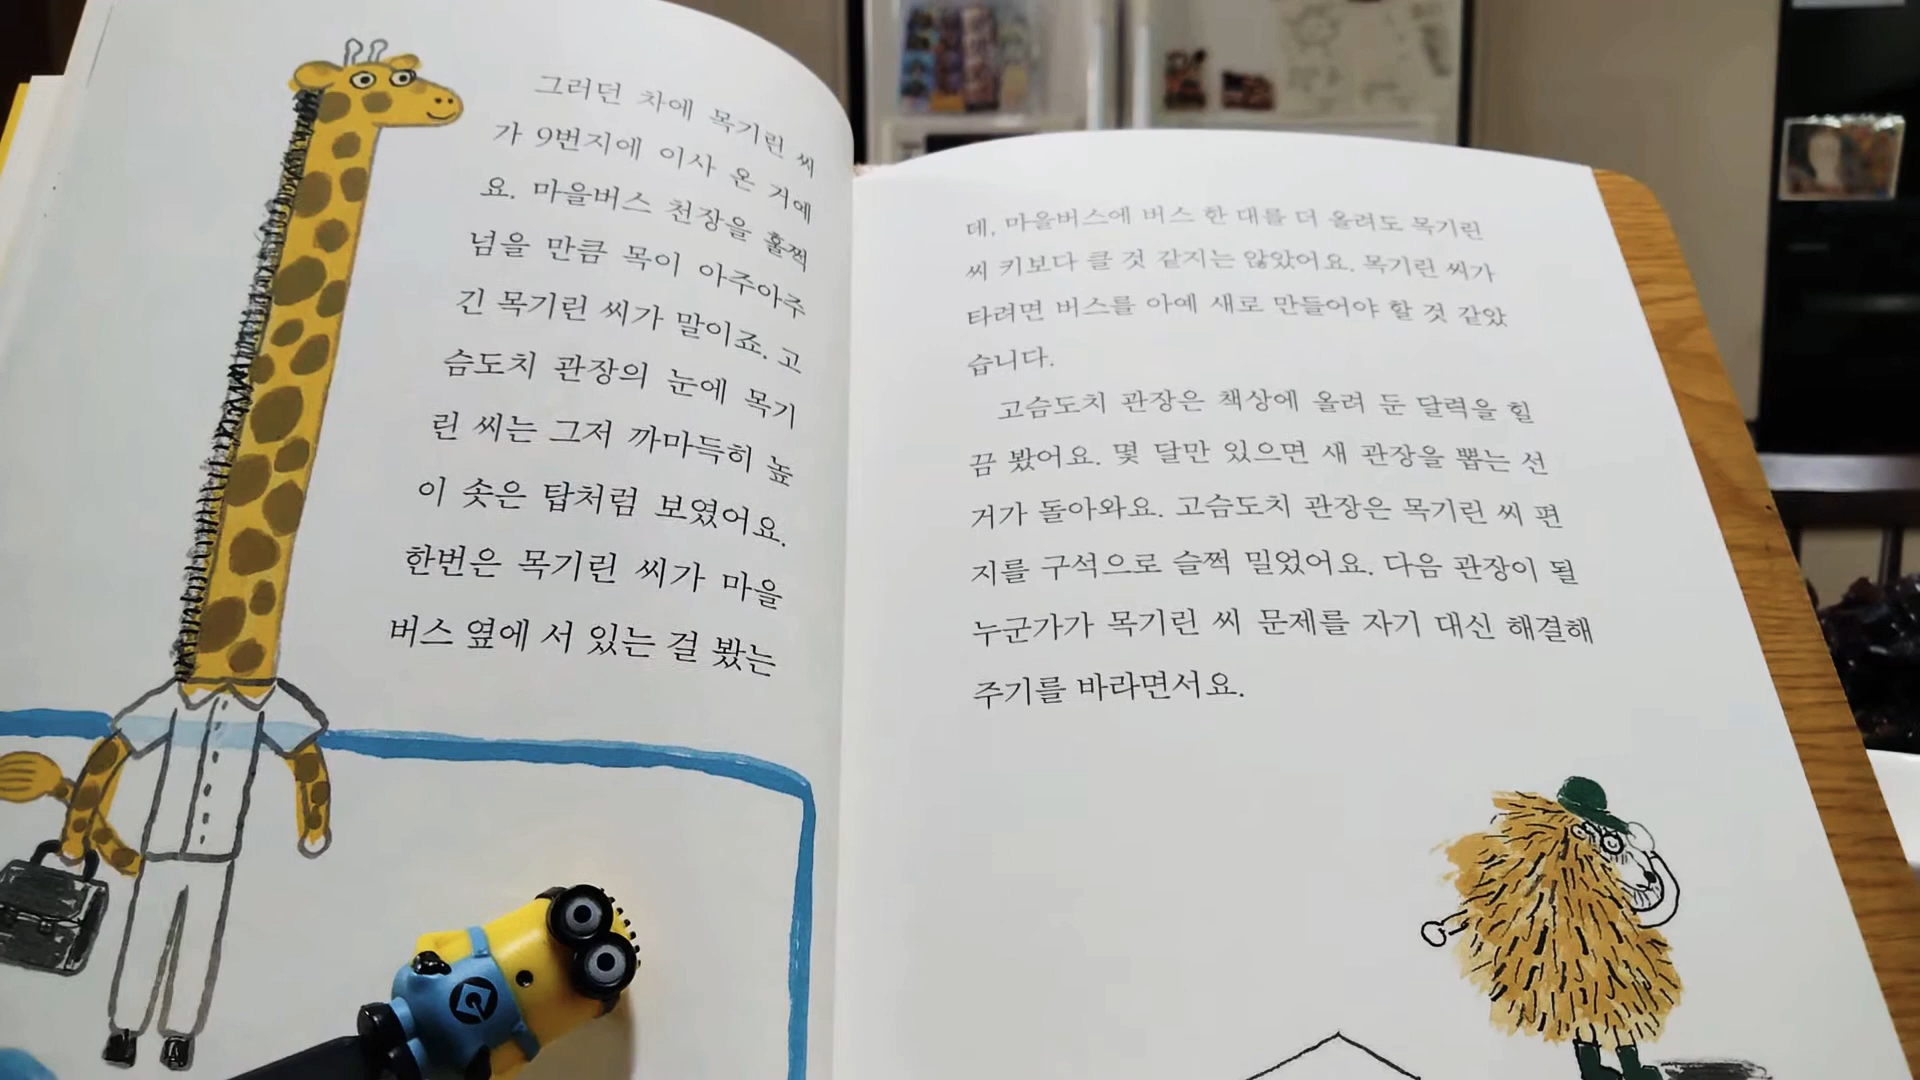 그러던 차에 목기린 씨
가 9번지에 이사 온 거예
요. 마을버스 천장을 훌쩍
넘을 만큼 목이 아주아주
긴 목기린 씨가 말이죠. 고
슴도치 관장의 눈에 목기
린 씨는 그저 까마득히 높
이 솟은 탑처럼 보였어요.
한번은 목기린 씨가 마을
버스 옆에 서 있는 걸 봤는
데, 마을버스에 버스 한 대를 더 올려도 목기린
씨 키보다 클 것 같지는 않았어요. 목기린 씨가
타려면 버스를 아예 새로 만들어야 할 것 같았
습니다.
고슴도치 관장은 책상에 올려 둔 달력을 힐
끔 봤어요. 몇 달만 있으면 새 관장을 뽑는 선
거가 돌아와요. 고슴도치 관장은 목기린 씨 편
지를 구석으로 슬쩍 밀었어요. 다음 관장이 될
누군가가 목기린 씨 문제를 자기 대신 해결해
주기를 바라면서요.